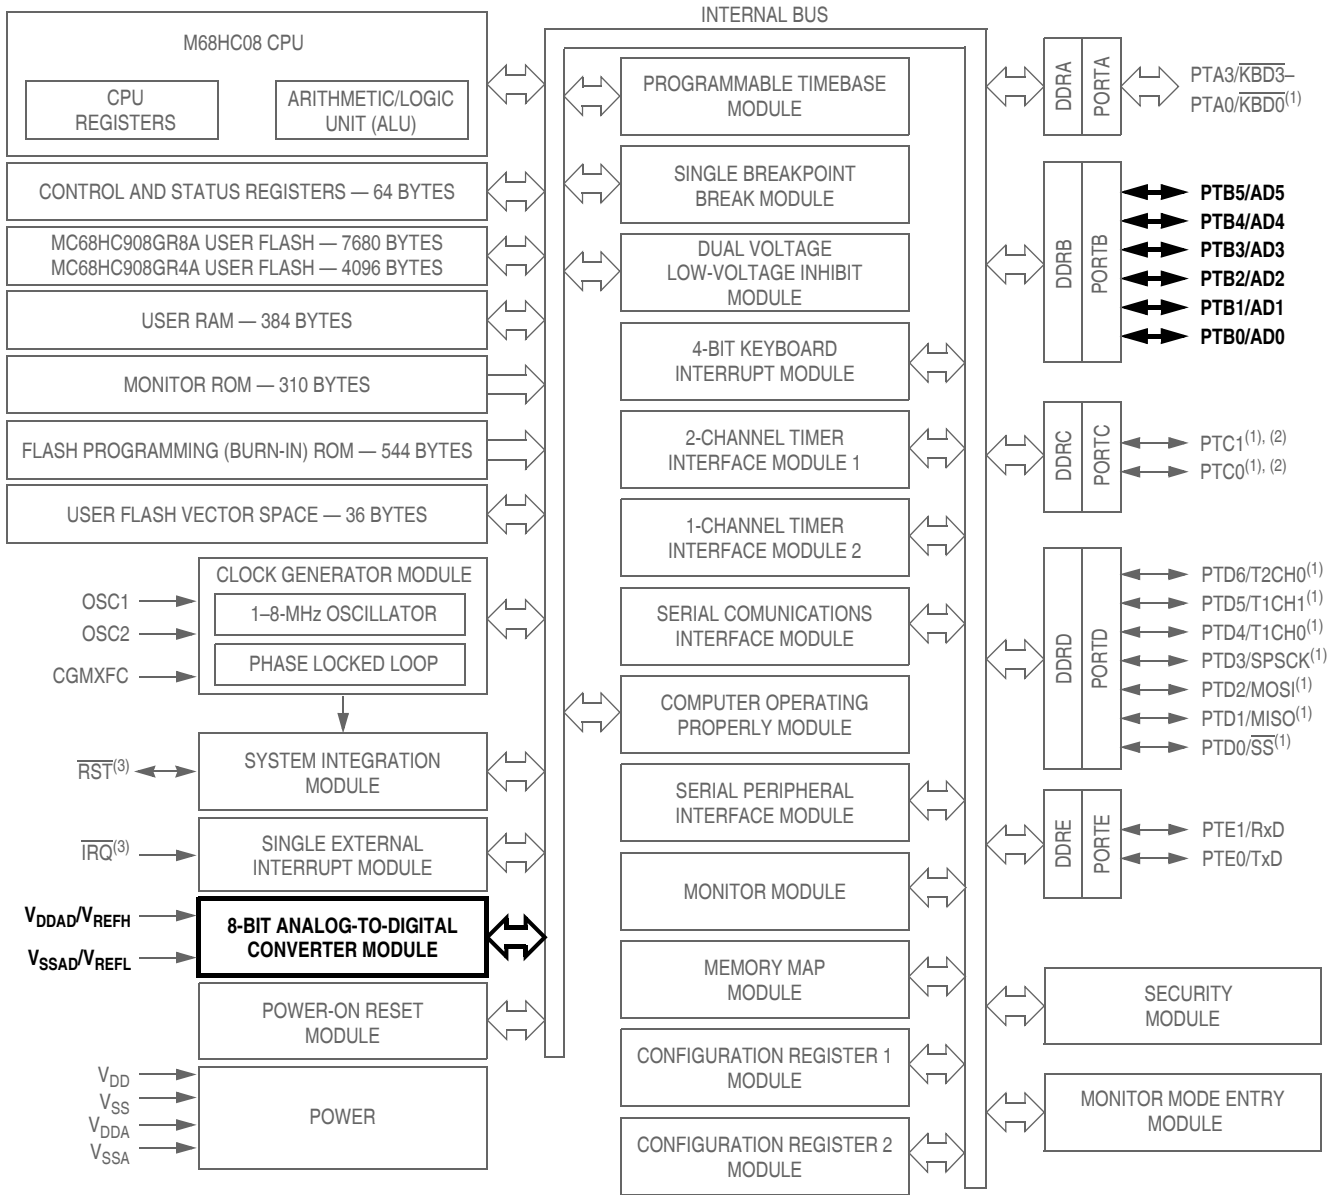 INTERNAL BUS
M68HC08 CPU
CPU
REGISTERS
ARITHMETIC/LOGIC
UNIT (ALU)
CONTROL AND STATUS REGISTERS — 64 BYTES
MC68HC908GR8A USER FLASH — 7680 BYTES
MC68HC908GR4A USER FLASH — 4096 BYTES
USER RAM — 384 BYTES
MONITOR ROM — 310 BYTES
FLASH PROGRAMMING (BURN-IN) ROM — 544 BYTES
USER FLASH VECTOR SPACE — 36 BYTES
CLOCK GENERATOR MODULE
1–8-MHz OSCILLATOR
PHASE LOCKED LOOP
OSC1
OSC2
CGMXFC
SYSTEM INTEGRATION
MODULE
RST(3)
SINGLE EXTERNAL
INTERRUPT MODULE
IRQ(3)
8-BIT ANALOG-TO-DIGITAL
CONVERTER MODULE
VDDAD/VREFH
VSSAD/VREFL
POWER-ON RESET
MODULE
POWER
VDD
VSS
VDDA
VSSA
PROGRAMMABLE TIMEBASE
MODULE
SINGLE BREAKPOINT
BREAK MODULE
DUAL VOLTAGE
LOW-VOLTAGE INHIBIT
MODULE
4-BIT KEYBOARD
INTERRUPT MODULE
2-CHANNEL TIMER
INTERFACE MODULE 1
1-CHANNEL TIMER
INTERFACE MODULE 2
SERIAL COMUNICATIONS
INTERFACE MODULE
COMPUTER OPERATING
PROPERLY MODULE
SERIAL PERIPHERAL
INTERFACE MODULE
MONITOR MODULE
MEMORY MAP
MODULE
CONFIGURATION REGISTER 1
MODULE
CONFIGURATION REGISTER 2
MODULE
DDRA
PORTA
PTA3/KBD3–
PTA0/KBD0(1)
DDRB
PORTB
PTB5/AD5
PTB4/AD4
PTB3/AD3
PTB2/AD2
PTB1/AD1
PTB0/AD0
DDRC
PORTC
PTC1(1), (2)
PTC0(1), (2)
DDRD
PORTD
PTD6/T2CH0(1)
PTD5/T1CH1(1)
PTD4/T1CH0(1)
PTD3/SPSCK(1)
PTD2/MOSI(1)
PTD1/MISO(1)
PTD0/SS(1)
DDRE
PORTE
PTE1/RxD
PTE0/TxD
SECURITY
MODULE
MONITOR MODE ENTRY
MODULE